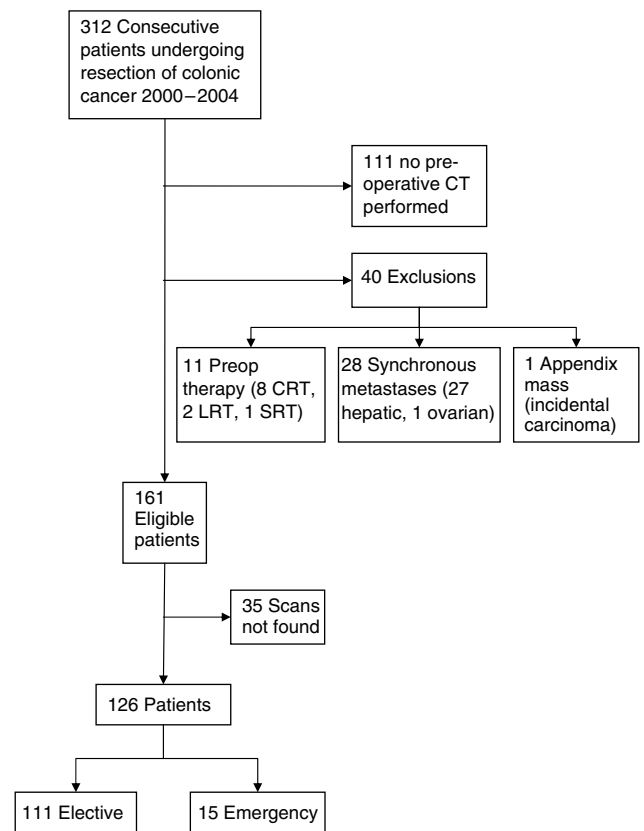 312 Consecutive
patients undergoing
resection of colonic
cancer 2000–2004
111 no pre-
operative CT
performed
40 Exclusions
11 Preop
therapy (8 CRT,
2 LRT, 1 SRT)
28 Synchronous
metastases (27
hepatic, 1 ovarian)
1 Appendix
mass
(incidental
carcinoma)
161
Eligible
patients
35 Scans
not found
126 Patients
111 Elective
15 Emergency